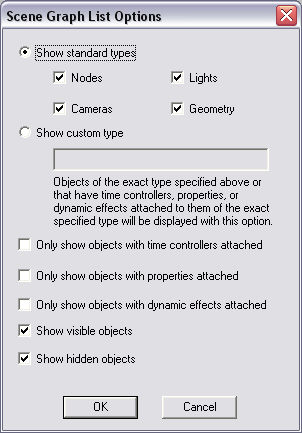 Scene Graph List Options
Show standard types
Nodes
Lights
Cameras
Geometry
Show custom type
Objects of the exact type specified above or
that have time controllers, properties, or
dynamic effects attached to them of the exact
specified type will be displayed with this option.
Only show objects with time controllers attached
Only show objects with properties attached
Only show objects with dynamic effects attached
Show visible objects
Show hidden objects
OK
Cancel